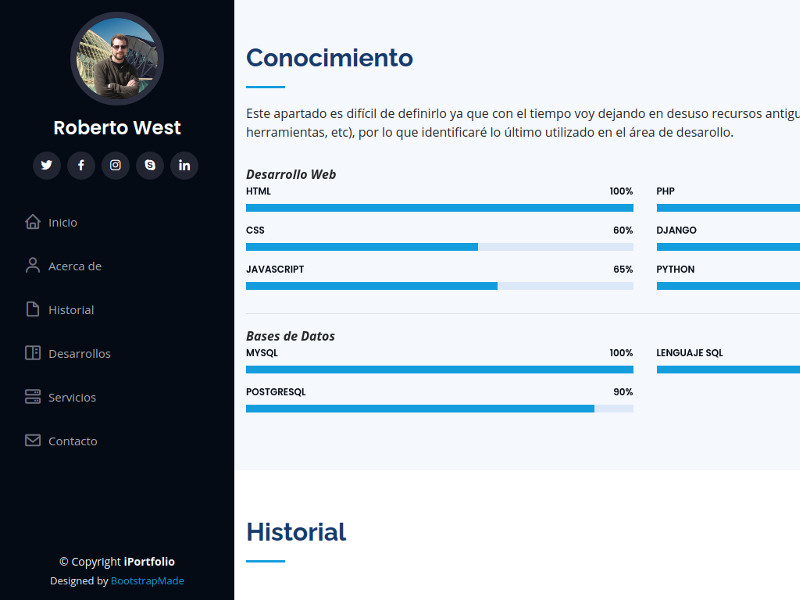 Roberto West
Inicio
Acerca de
Historial
Desarrollos
Servicios
Contacto
© Copyright iPortfolio
Designed by BootstrapMade
Conocimiento
Este apartado es difícil de definirlo ya que con el tiempo voy dejando en desuso recursos antigu
herramientas, etc), por lo que identificaré lo último utilizado en el área de desarollo.
Desarrollo Web
HTML 100% PHP
CSS 60% DJANGO
JAVASCRIPT 65% PYTHON
Bases de Datos
MYSQL 100% LENGUAJE SQL
POSTGRESQL 90%
Historial